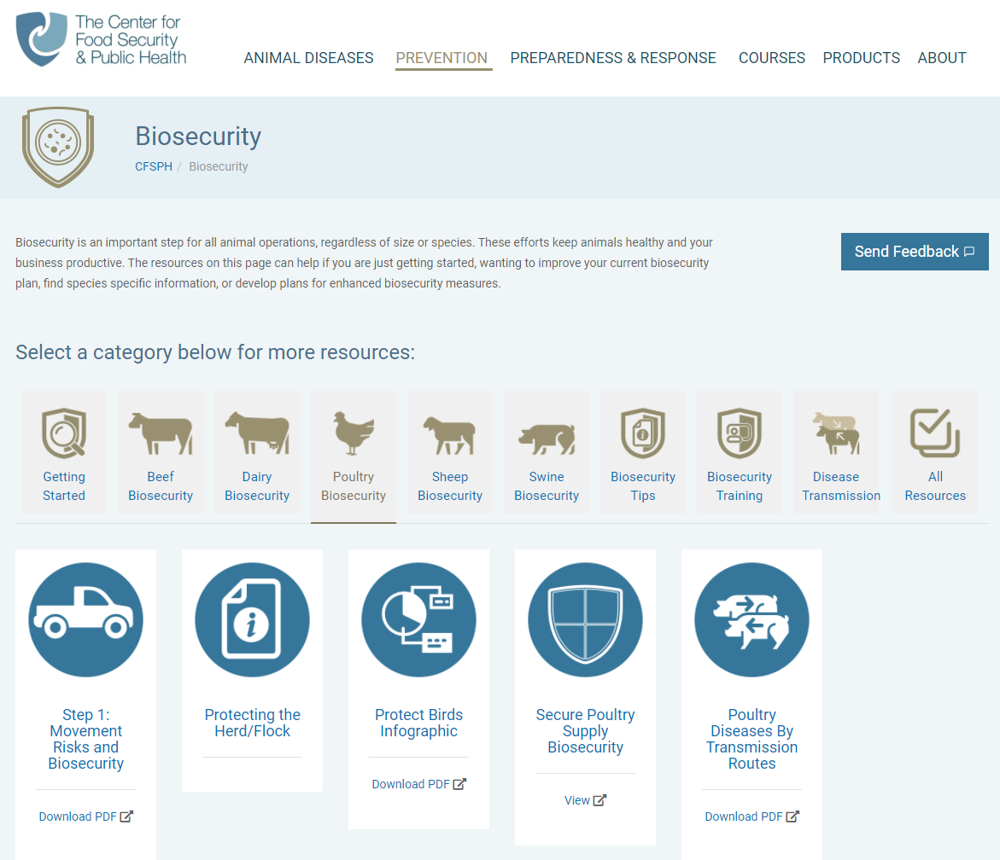 The Center for
Food Security
& Public Health
ANIMAL DISEASES PREVENTION PREPAREDNESS & RESPONSE COURSES PRODUCTS ABOUT
Biosecurity
CFSPH / Biosecurity
Biosecurity is an important step for all animal operations, regardless of size or species. These efforts keep animals healthy and your
business productive. The resources on this page can help if you are just getting started, wanting to improve your current biosecurity
plan, find species specific information, or develop plans for enhanced biosecurity measures.
Send Feedback
Select a category below for more resources:
Getting
Started
Beef
Biosecurity
Dairy
Biosecurity
Poultry
Biosecurity
Sheep
Biosecurity
Swine
Biosecurity
Biosecurity
Tips
Biosecurity
Training
Disease
Transmission
All
Resources
Step 1:
Movement
Risks and
Biosecurity
Download PDF
Protecting the
Herd/Flock
Protect Birds
Infographic
Download PDF
Secure Poultry
Supply
Biosecurity
View
Poultry
Diseases By
Transmission
Routes
Download PDF